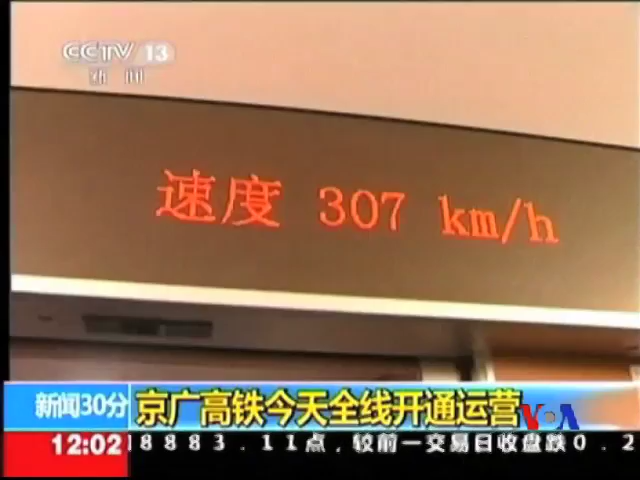 CCTV 13
新闻
速度 307 km/h
新闻30分 京广高铁今天全线开通运营
VOA
12:02 8883.11点，较前一交易日收盘跌0.2